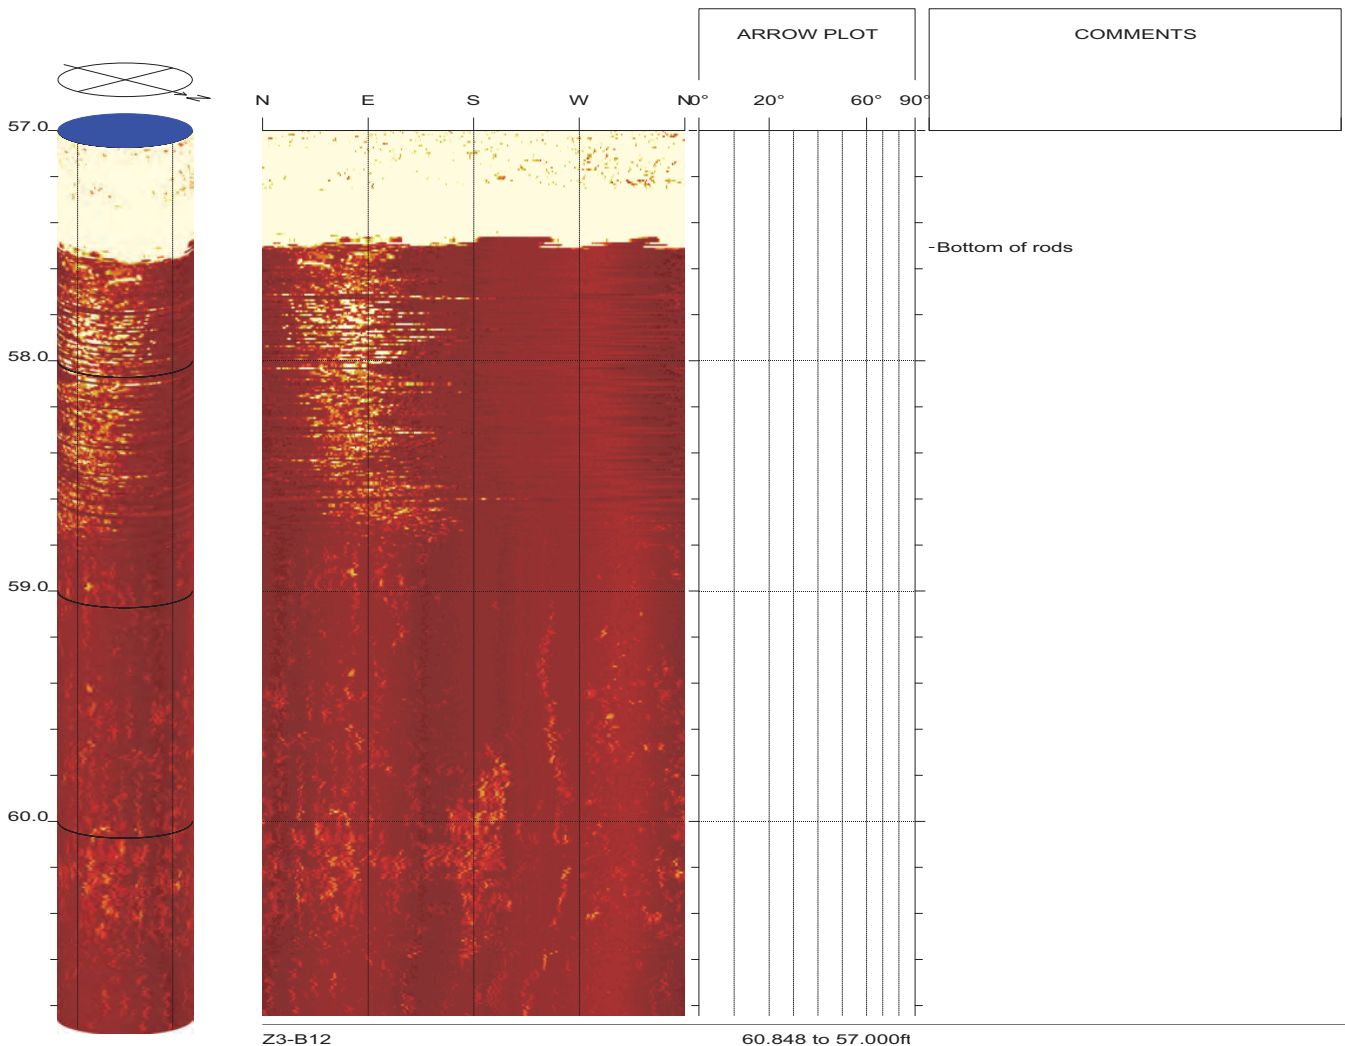 ARROW PLOT
COMMENTS
N E S W N 0° 20° 60° 90°
57.0
-Bottom of rods
58.0
59.0
60.0
Z3-B12 60.848 to 57.000ft